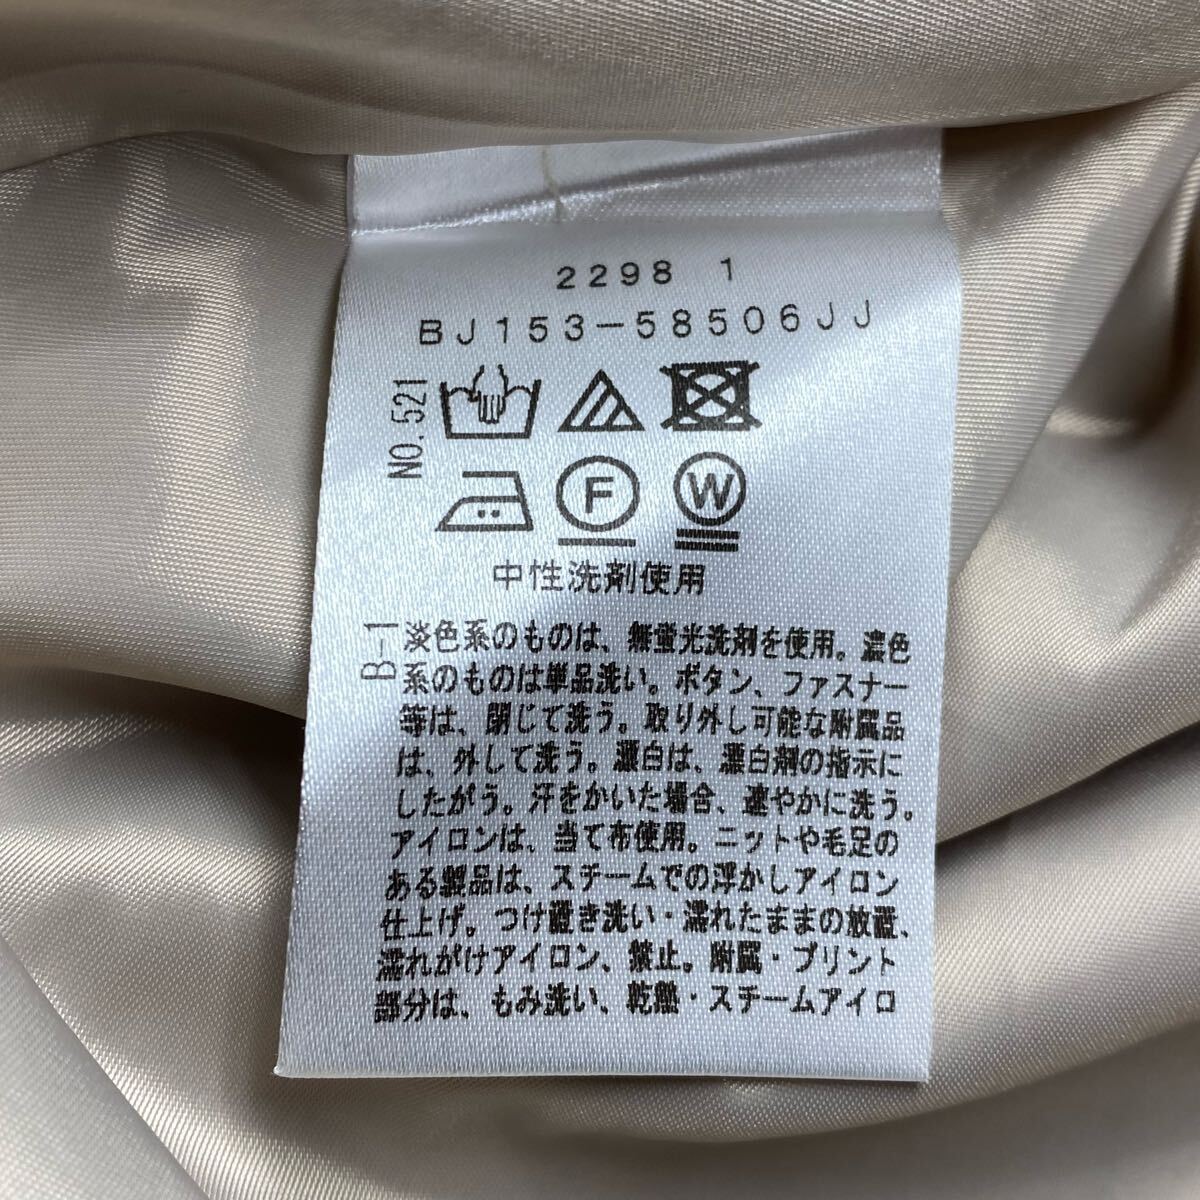 2298 1
BJ153-58506JJ
NO.521
F W
中性洗剤使用
B-1
淡色系のものは、無蛍光洗剤を使用。濃色
系のものは単品洗い。ボタン、ファスナー
等は、閉じて洗う。取り外し可能な附属品
は、外して洗う。漂白は、漂白剤の指示に
したがう。汗をかいた場合、速やかに洗う。
アイロンは、当て布使用。ニットや毛足の
ある製品は、スチームでの浮かしアイロン
仕上げ。つけ置き洗い・濡れたままの放置、
濡れがけアイロン、禁止。附属・プリント
部分は、もみ洗い、乾熱・スチームアイロ